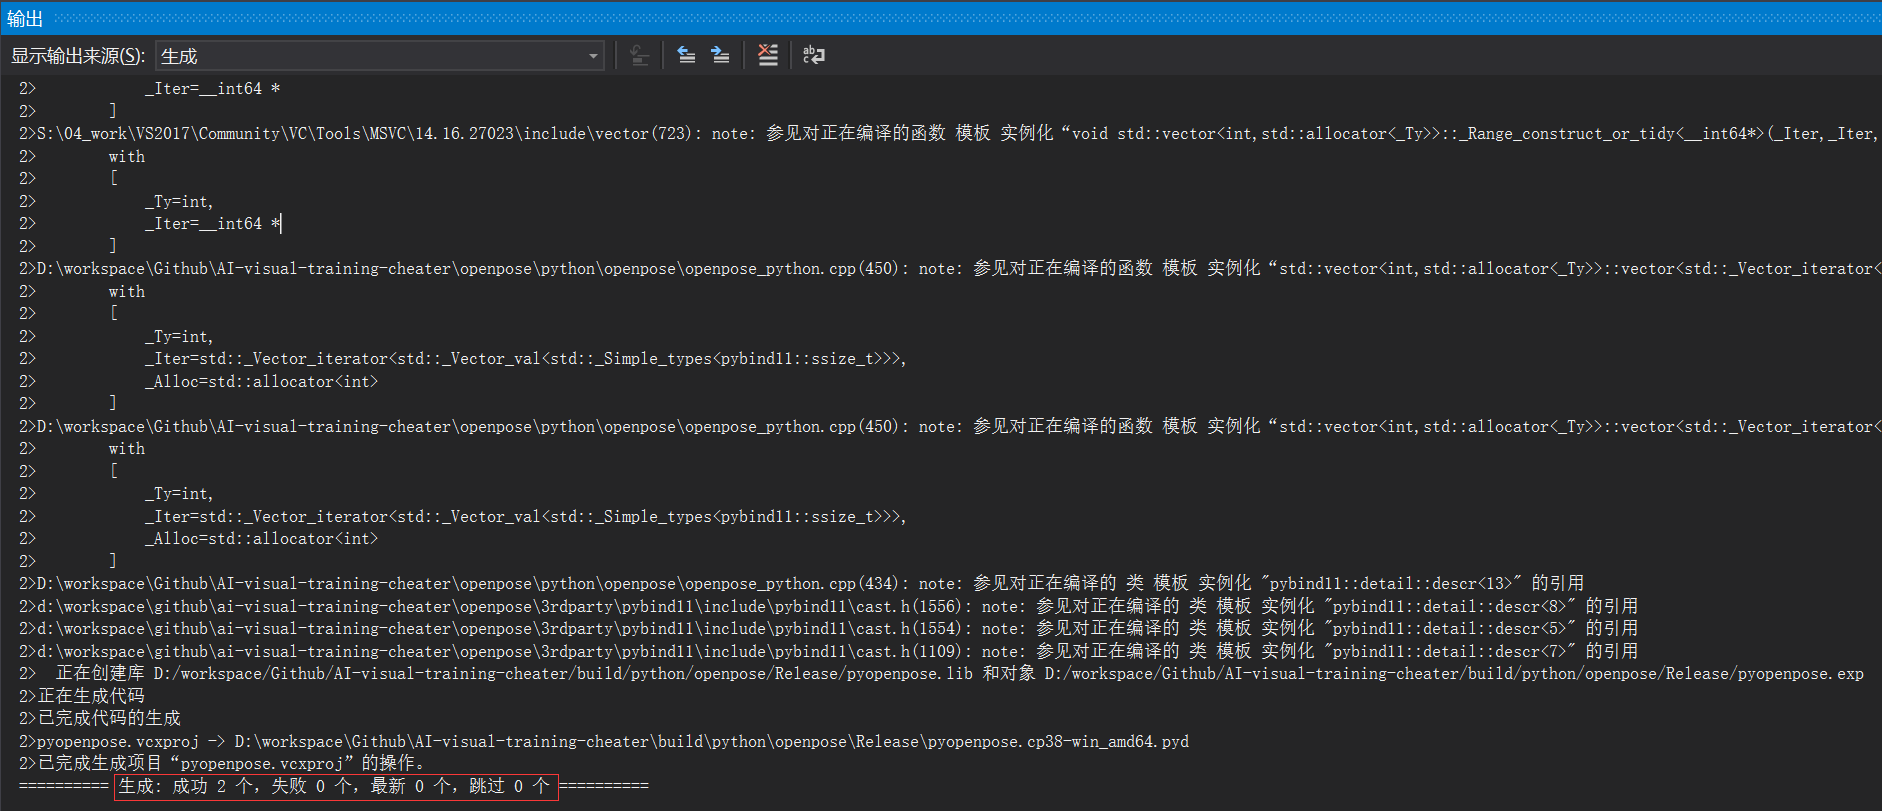 输出
显示输出来源(S): 生成
2>            _Iter=__int64 *
2>        ]
2>S:\04_work\VS2017\Community\VC\Tools\MSVC\14.16.27023\include\vector(723): note: 参见对正在编译的函数 模板 实例化“void std::vector<int,std::allocator<_Ty>>::_Range_construct_or_tidy<__int64*>(_Iter,_Iter,
2>        with
2>        [
2>            _Ty=int,
2>            _Iter=__int64 *
2>        ]
2>D:\workspace\Github\AI-visual-training-cheater\openpose\python\openpose\openpose_python.cpp(450): note: 参见对正在编译的函数 模板 实例化“std::vector<int,std::allocator<_Ty>>::vector<std::_Vector_iterator<
2>        with
2>        [
2>            _Ty=int,
2>            _Iter=std::_Vector_iterator<std::_Vector_val<std::_Simple_types<pybind11::ssize_t>>>,
2>            _Alloc=std::allocator<int>
2>        ]
2>D:\workspace\Github\AI-visual-training-cheater\openpose\python\openpose\openpose_python.cpp(450): note: 参见对正在编译的函数 模板 实例化“std::vector<int,std::allocator<_Ty>>::vector<std::_Vector_iterator<
2>        with
2>        [
2>            _Ty=int,
2>            _Iter=std::_Vector_iterator<std::_Vector_val<std::_Simple_types<pybind11::ssize_t>>>,
2>            _Alloc=std::allocator<int>
2>        ]
2>D:\workspace\Github\AI-visual-training-cheater\openpose\python\openpose\openpose_python.cpp(434): note: 参见对正在编译的 类 模板 实例化 "pybind11::detail::descr<13>" 的引用
2>d:\workspace\github\ai-visual-training-cheater\openpose\3rdparty\pybind11\include\pybind11\cast.h(1556): note: 参见对正在编译的 类 模板 实例化 "pybind11::detail::descr<8>" 的引用
2>d:\workspace\github\ai-visual-training-cheater\openpose\3rdparty\pybind11\include\pybind11\cast.h(1554): note: 参见对正在编译的 类 模板 实例化 "pybind11::detail::descr<5>" 的引用
2>d:\workspace\github\ai-visual-training-cheater\openpose\3rdparty\pybind11\include\pybind11\cast.h(1109): note: 参见对正在编译的 类 模板 实例化 "pybind11::detail::descr<7>" 的引用
2>  正在创建库 D:/workspace/Github/AI-visual-training-cheater/build/python/openpose/Release/pyopenpose.lib 和对象 D:/workspace/Github/AI-visual-training-cheater/build/python/openpose/Release/pyopenpose.exp
2>正在生成代码
2>已完成代码的生成
2>pyopenpose.vcxproj -> D:\workspace\Github\AI-visual-training-cheater\build\python\openpose\Release\pyopenpose.cp38-win_amd64.pyd
2>已完成生成项目“pyopenpose.vcxproj”的操作。
========== 生成: 成功 2 个，失败 0 个，最新 0 个，跳过 0 个 ==========